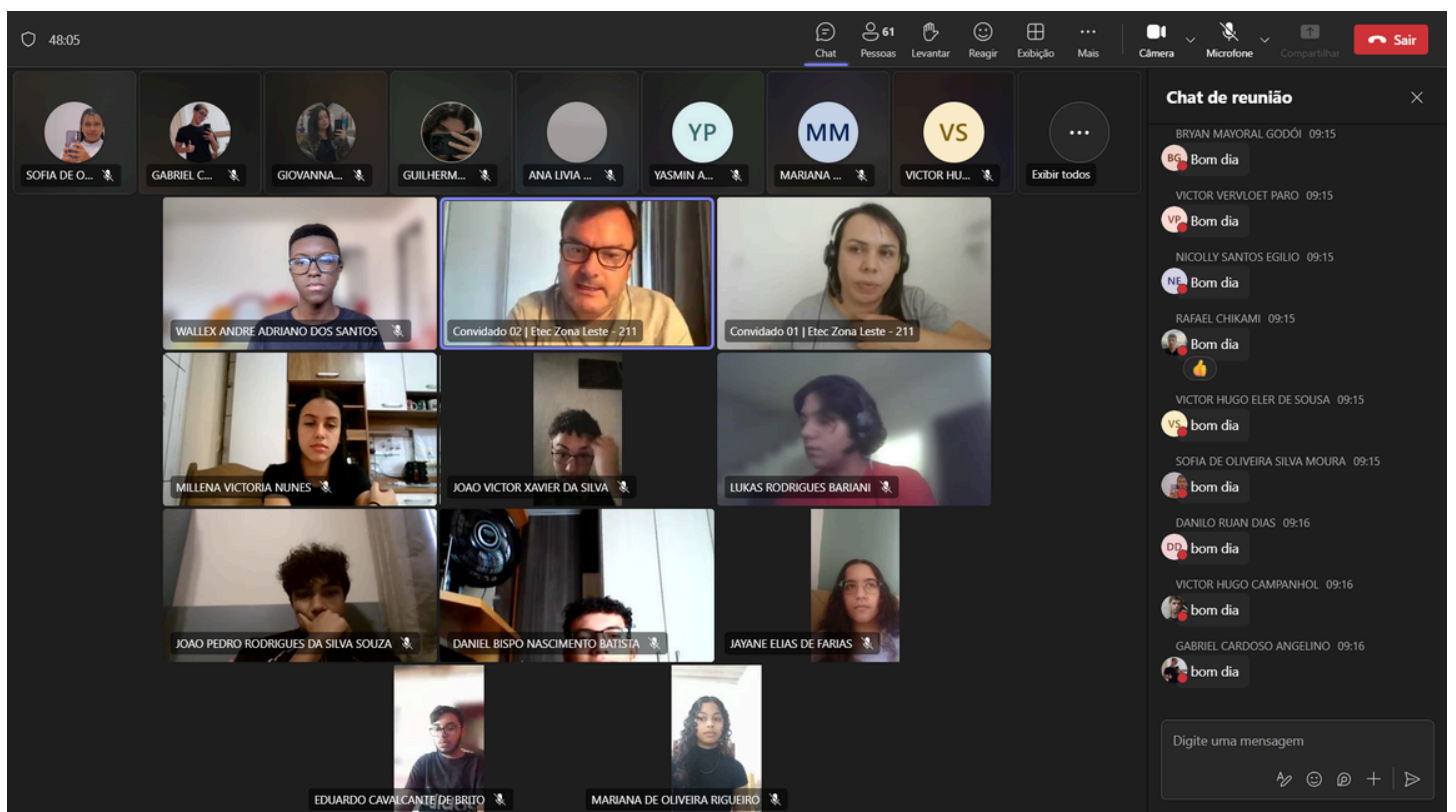 48:05
Chat
61
Pessoas
Levantar
Reagir
Exibição
Mais
Câmera
Microfone
Compartilhar
Sair
SOFIA DE O...
GABRIEL C...
GIOVANNA...
GUILHERM...
ANA LIVIA ...
YP
YASMIN A...
MM
MARIANA ...
VS
VICTOR HU...
...
Exibir todos
WALLEX ANDRE ADRIANO DOS SANTOS
Convidado 02 | Etec Zona Leste - 211
Convidado 01 | Etec Zona Leste - 211
MILLENA VICTORIA NUNES
JOAO VICTOR XAVIER DA SILVA
LUKAS RODRIGUES BARIANI
JOAO PEDRO RODRIGUES DA SILVA SOUZA
DANIEL BISPO NASCIMENTO BATISTA
JAYANE ELIAS DE FARIAS
EDUARDO CAVALCANTE DE BRITO
MARIANA DE OLIVEIRA RIGUEIRO
Chat de reunião
BRYAN MAYORAL GODÓI 09:15
BG Bom dia
VICTOR VERVLOET PARO 09:15
VP Bom dia
NICOLLY SANTOS EGILIO 09:15
NE Bom dia
RAFAEL CHIKAMI 09:15
Bom dia
VICTOR HUGO ELER DE SOUSA 09:15
VS bom dia
SOFIA DE OLIVEIRA SILVA MOURA 09:15
bom dia
DANILO RUAN DIAS 09:16
DD bom dia
VICTOR HUGO CAMPANHOL 09:16
bom dia
GABRIEL CARDOSO ANGELINO 09:16
bom dia
Digite uma mensagem